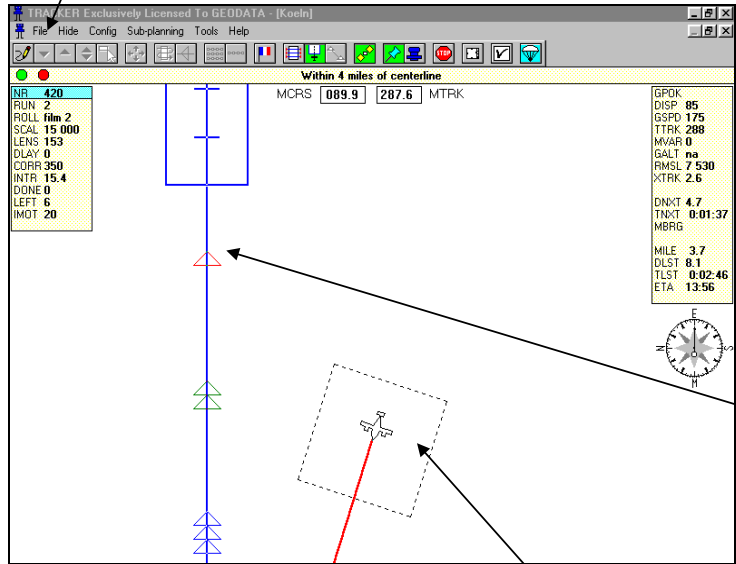 TRACKER Exclusively Licensed To GEODATA - [Koeln]
File Hide Config Sub-planning Tools Help
STOP
Within 4 miles of centerline
NR 420
RUN 2
ROLL film 2
SCAL 15 000
LENS 153
DLAY 0
CORR 350
INTR 15.4
DONE 0
LEFT 6
IMOT 20
MCRS 089.9 287.6 MTRK
GPOK
DISP 85
GSPD 175
TTRK 288
MVAR 0
GALT na
RMSL 7 530
XTRK 2.6
DNXT 4.7
TNXT 0:01:37
MBRG
MILE 3.7
DLST 8.1
TLST 0:02:46
ETA 13:56
E
N S
W